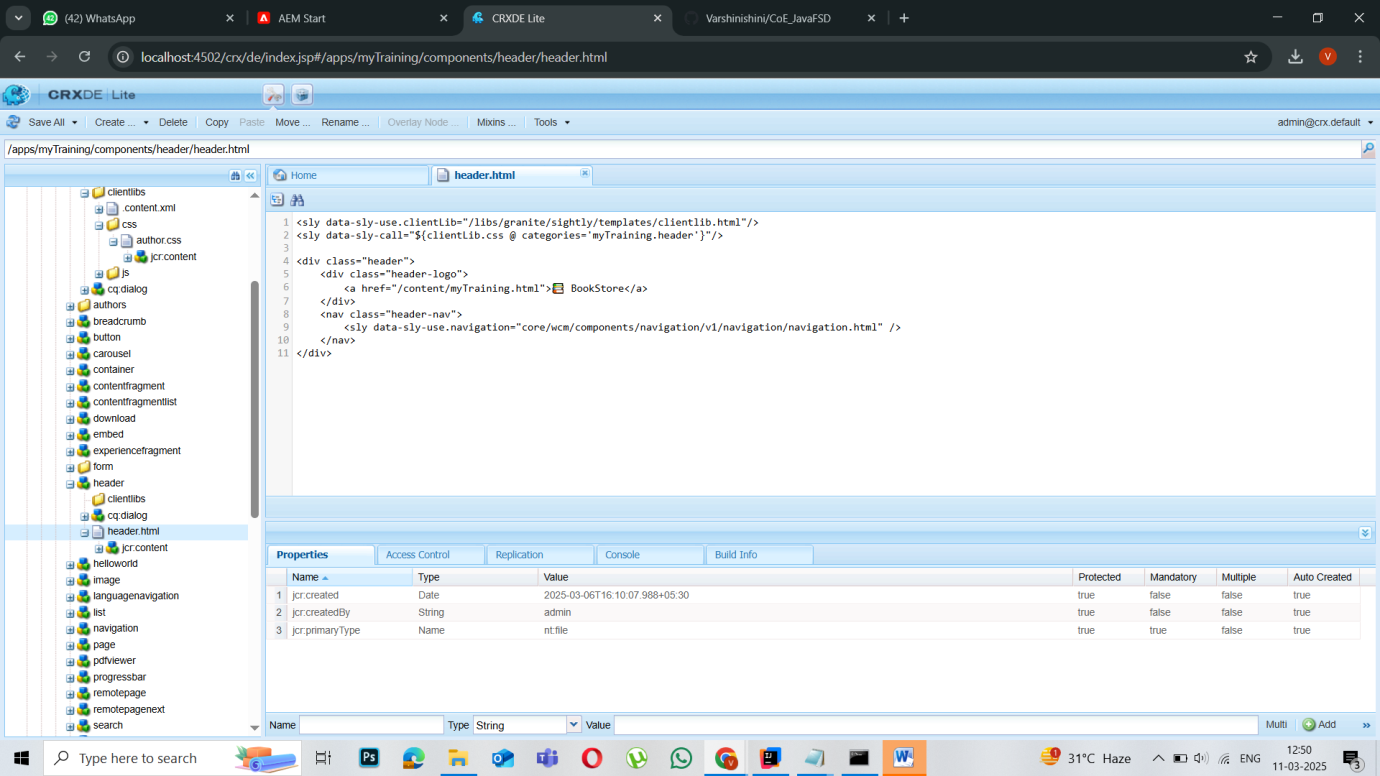 (42) WhatsApp
AEM Start
CRXDE Lite
Varshinishini/CoE_JavaFSD
localhost:4502/crx/de/index.jsp#/apps/myTraining/components/header/header.html
V
CRXDE | Lite
Save All
Create ...
Delete
Copy
Paste
Move ...
Rename ...
Overlay Node ...
Mixins ...
Tools
admin@crx.default
/apps/myTraining/components/header/header.html
clientlibs
.content.xml
css
author.css
jcr:content
js
cq:dialog
authors
breadcrumb
button
carousel
container
contentfragment
contentfragmentlist
download
embed
experiencefragment
form
header
clientlibs
cq:dialog
header.html
jcr:content
helloworld
image
languagenavigation
list
navigation
page
pdfviewer
progressbar
remotepage
remotepagenext
search
Home
header.html
1 <sly data-sly-use.clientLib="/libs/granite/sightly/templates/clientlib.html"/>
2 <sly data-sly-call="${clientLib.css @ categories='myTraining.header'}"/>
3
4 <div class="header">
5 <div class="header-logo">
6 <a href="/content/myTraining.html">📚 BookStore</a>
7 </div>
8 <nav class="header-nav">
9 <sly data-sly-use.navigation="core/wcm/components/navigation/v1/navigation/navigation.html" />
10 </nav>
11 </div>
Properties
Access Control
Replication
Console
Build Info
Name Type Value Protected Mandatory Multiple Auto Created
1 jcr:created Date 2025-03-06T16:10:07.988+05:30 true false false true
2 jcr:createdBy String admin true false false true
3 jcr:primaryType Name nt:file true true false true
Name Type String Value Multi Add
Type here to search
Ps
W
1
31°C Haze
ENG
12:50
11-03-2025
3